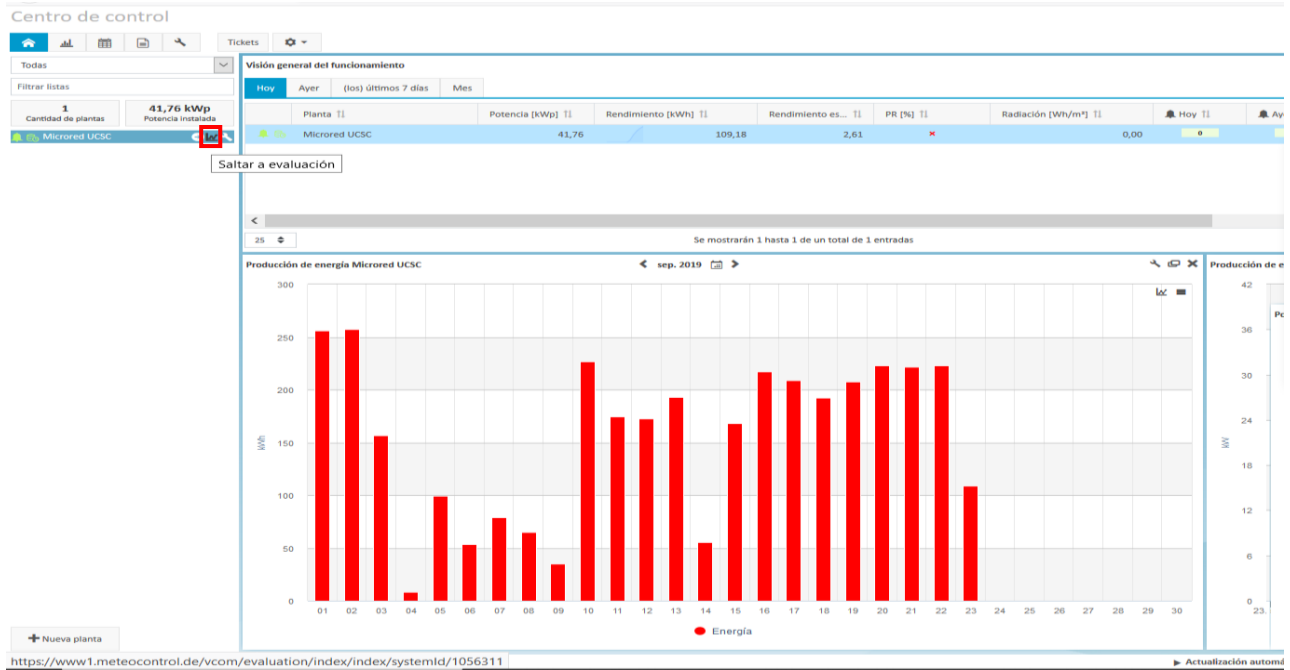 Centro de control
Tickets
Todas
Filtrar listas
1
Cantidad de plantas
41,76 kWp
Potencia instalada
Microred UCSC
Saltar a evaluación
Visión general del funcionamiento
Hoy Ayer (los) últimos 7 días Mes
Planta Potencia [kWp] Rendimiento [kWh] Rendimiento es... PR [%] Radiación [Wh/m²] Hoy Ay
Microred UCSC 41,76 109,18 2,61 0,00 0
25 Se mostrarán 1 hasta 1 de un total de 1 entradas
Producción de energía Microred UCSC sep. 2019
300
250
200
150
100
50
0
kWh
01 02 03 04 05 06 07 08 09 10 11 12 13 14 15 16 17 18 19 20 21 22 23 24 25 26 27 28 29 30
Energía
Producción de e
42
36
30
24
18
12
6
0
kW
Po
23.
Nueva planta
https://www1.meteocontrol.de/vcom/evaluation/index/index/systemId/1056311
Actualización automá